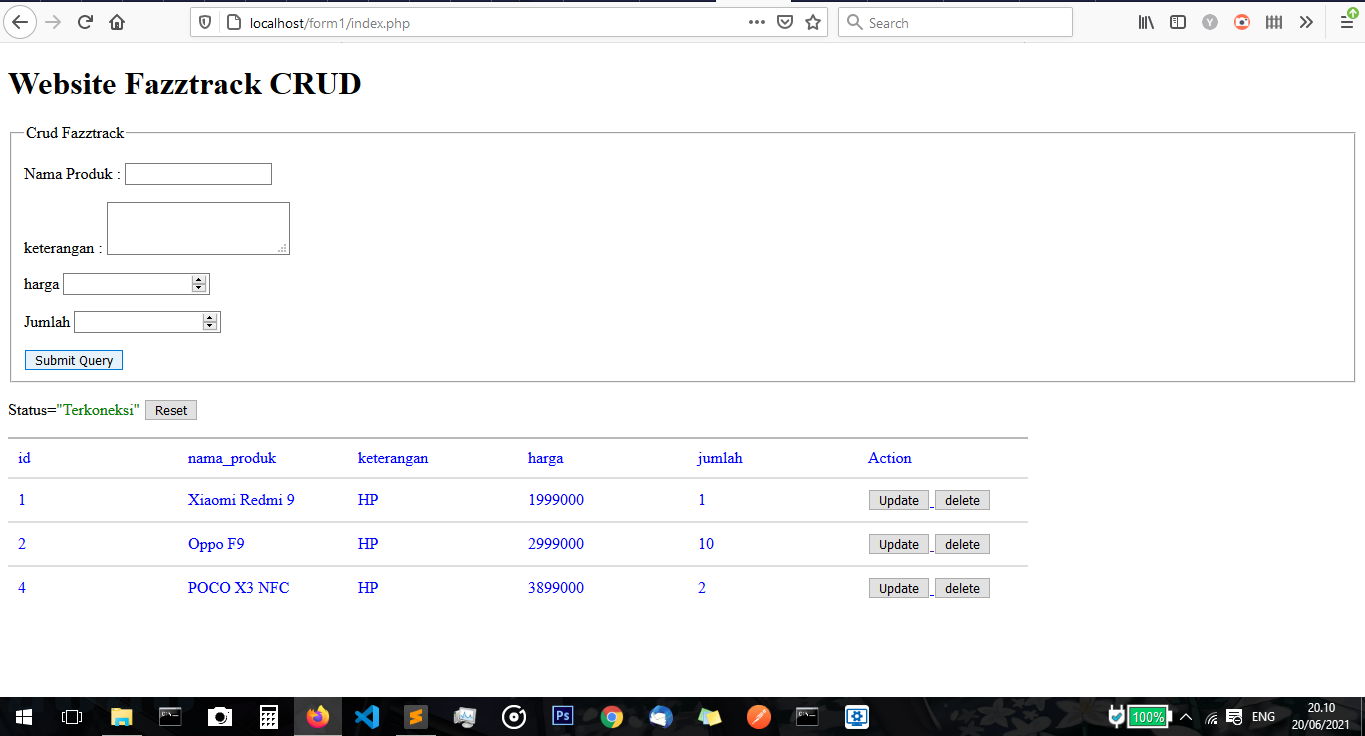 localhost/form1/index.php
Search
Website Fazztrack CRUD
Crud Fazztrack
Nama Produk :
keterangan :
harga
Jumlah
Submit Query
Status="Terkoneksi" Reset
id nama_produk keterangan harga jumlah Action
1 Xiaomi Redmi 9 HP 1999000 1 Update delete
2 Oppo F9 HP 2999000 10 Update delete
4 POCO X3 NFC HP 3899000 2 Update delete
Ps
100%
ENG
20.10
20/06/2021